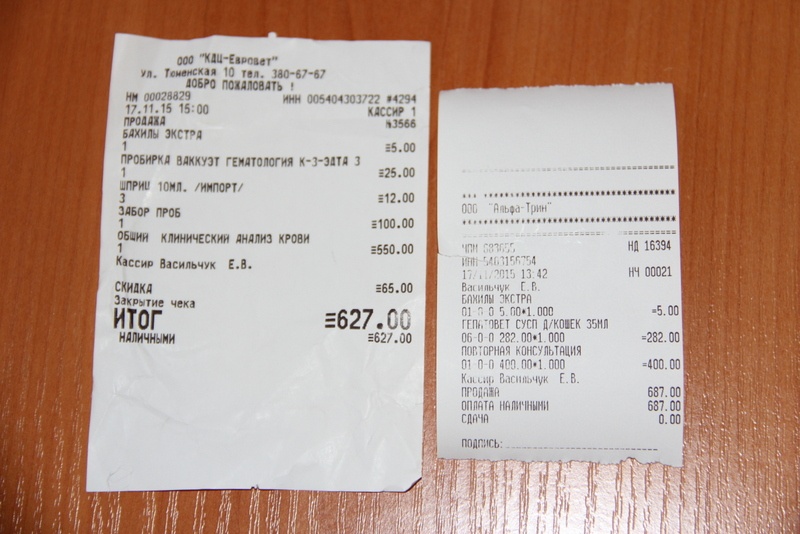 ООО "КДЦ-Евровет"
Ул. Тюменская 10 тел. 380-67-67
ДОБРО ПОЖАЛОВАТЬ !
НМ 00028829 ИНН 005404303722 #4294
17.11.15 15:00 КАССИР 1
ПРОДАЖА №3566
БАХИЛЫ ЭКСТРА
1 ≡5.00
ПРОБИРКА ВАККУЭТ ГЕМАТОЛОГИЯ К-3-ЭДТА 3
1 ≡25.00
ШПРИЦ 10МЛ. /ИМПОРТ/
3 ≡12.00
ЗАБОР ПРОБ
1 ≡100.00
ОБЩИЙ КЛИНИЧЕСКИЙ АНАЛИЗ КРОВИ
1 ≡550.00
Кассир Васильчук Е.В.
СКИДКА ≡65.00
Закрытие чека
ИТОГ ≡627.00
НАЛИЧНЫМИ ≡627.00
ООО "Альфа-Трин"
НД 16394
17/11/2015 13:42 НЧ 00021
Васильчук Е.В.
БАХИЛЫ ЭКСТРА
01-0-0 5.00*1.000 =5.00
ГЕПАТОВЕТ СУСП Д/КОШЕК 35МЛ
06-0-0 282.00*1.000 =282.00
ПОВТОРНАЯ КОНСУЛЬТАЦИЯ
01-0-0 400.00*1.000 =400.00
Кассир Васильчук Е.В.
ПРОДАЖА 687.00
ОПЛАТА НАЛИЧНЫМИ 687.00
СДАЧА 0.00
ПОДПИСЬ: